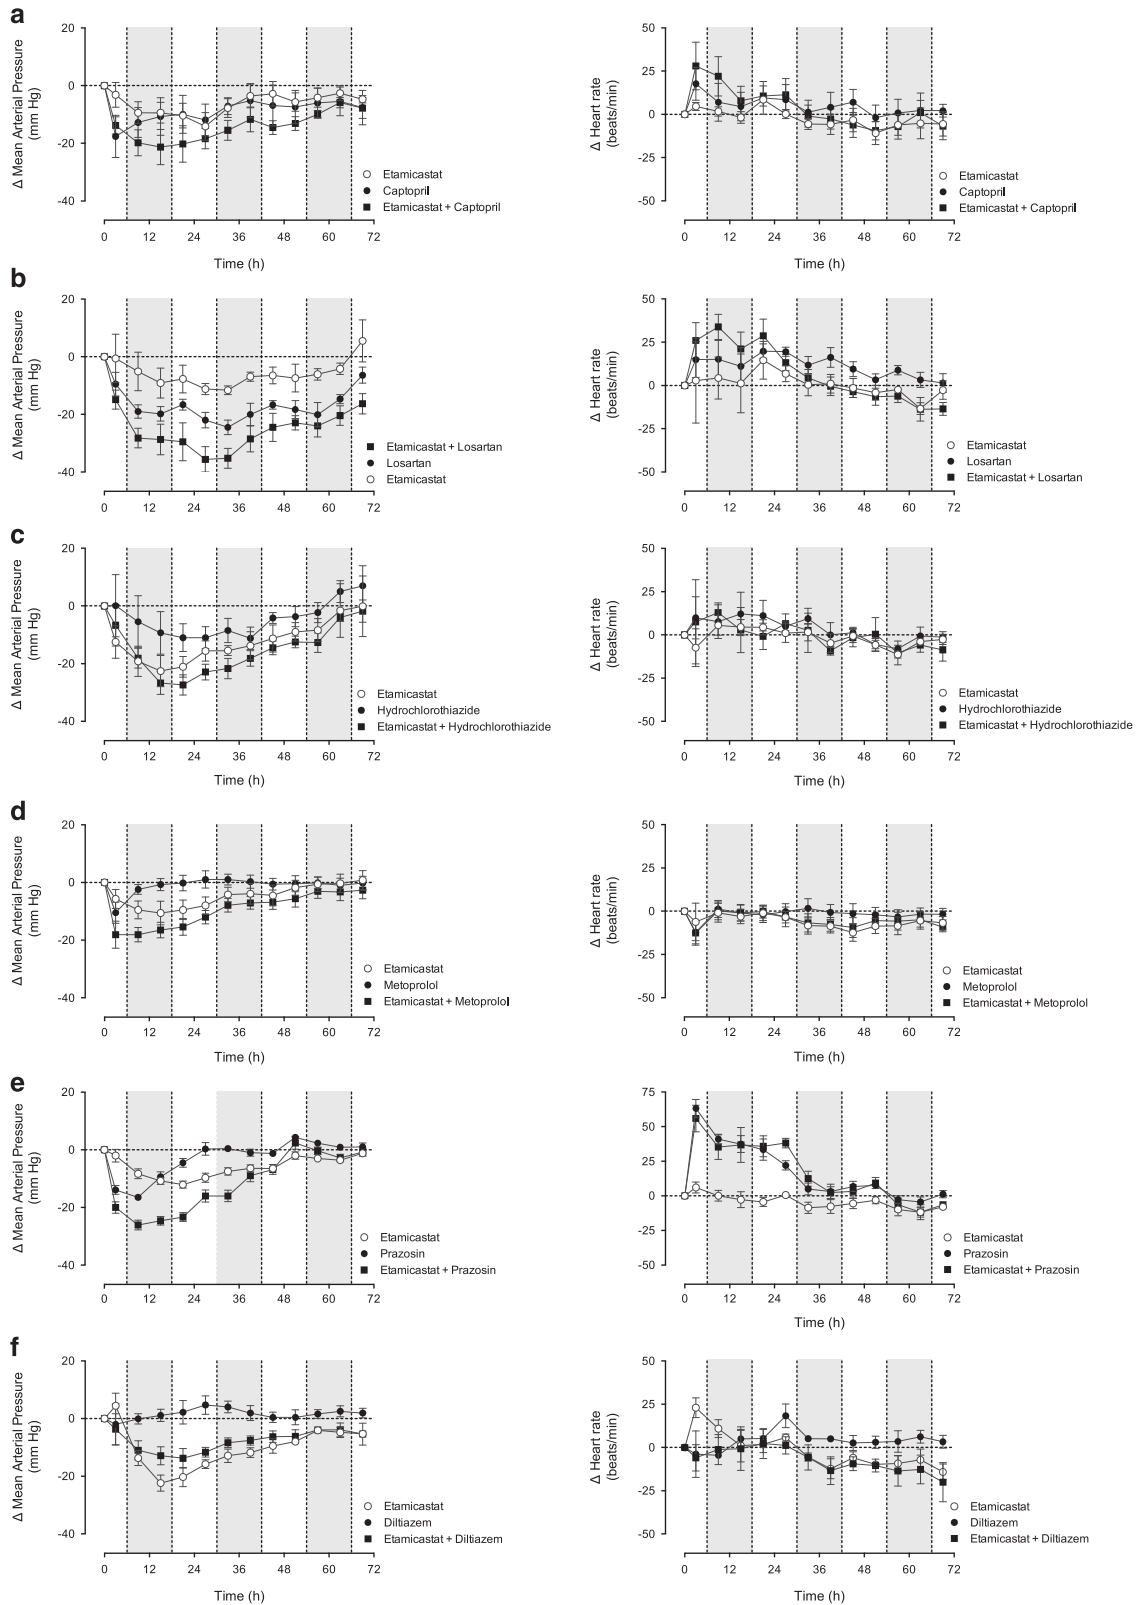 a
20
0
-20
-40
Δ Mean Arterial Pressure
(mm Hg)
Etamicastat
Captopril
Etamicastat + Captopril
0 12 24 36 48 60 72
Time (h)
50
25
0
-25
-50
Δ Heart rate
(beats/min)
Etamicastat
Captopril
Etamicastat + Captopril
0 12 24 36 48 60 72
b
20
0
-20
-40
Δ Mean Arterial Pressure
(mm Hg)
Etamicastat + Losartan
Losartan
Etamicastat
0 12 24 36 48 60 72
Time (h)
50
25
0
-25
-50
Δ Heart rate
(beats/min)
Etamicastat
Losartan
Etamicastat + Losartan
0 12 24 36 48 60 72
c
20
0
-20
-40
Δ Mean Arterial Pressure
(mm Hg)
Etamicastat
Hydrochlorothiazide
Etamicastat + Hydrochlorothiazide
0 12 24 36 48 60 72
Time (h)
50
25
0
-25
-50
Δ Heart rate
(beats/min)
Etamicastat
Hydrochlorothiazide
Etamicastat + Hydrochlorothiazide
0 12 24 36 48 60 72
Time (h)
d
20
0
-20
-40
Δ Mean Arterial Pressure
(mm Hg)
Etamicastat
Metoprolol
Etamicastat + Metoprolol
0 12 24 36 48 60 72
Time (h)
50
25
0
-25
-50
Δ Heart rate
(beats/min)
Etamicastat
Metoprolol
Etamicastat + Metoprolol
0 12 24 36 48 60 72
Time (h)
e
20
0
-20
-40
Δ Mean Arterial Pressure
(mm Hg)
Etamicastat
Prazosin
Etamicastat + Prazosin
0 12 24 36 48 60 72
Time (h)
75
50
25
0
-25
-50
Δ Heart rate
(beats/min)
Etamicastat
Prazosin
Etamicastat + Prazosin
0 12 24 36 48 60 72
Time (h)
f
20
0
-20
-40
Δ Mean Arterial Pressure
(mm Hg)
Etamicastat
Diltiazem
Etamicastat + Diltiazem
0 12 24 36 48 60 72
Time (h)
50
25
0
-25
-50
Δ Heart rate
(beats/min)
Etamicastat
Diltiazem
Etamicastat + Diltiazem
0 12 24 36 48 60 72
Time (h)